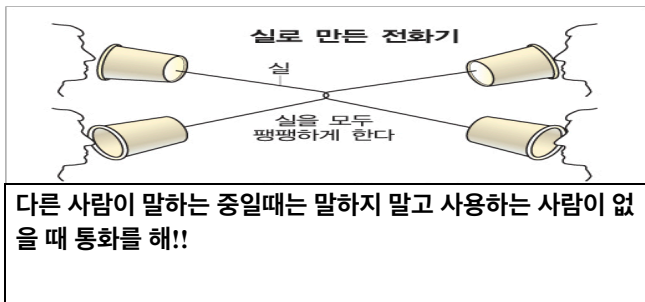 실로 만든 전화기
실
실을 모두
팽팽하게 한다
다른 사람이 말하는 중일때는 말하지 말고 사용하는 사람이 없
을 때 통화를 해!!